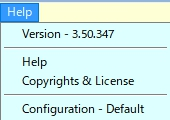 Help
Version - 3.50.347
Help
Copyrights & License
Configuration - Default